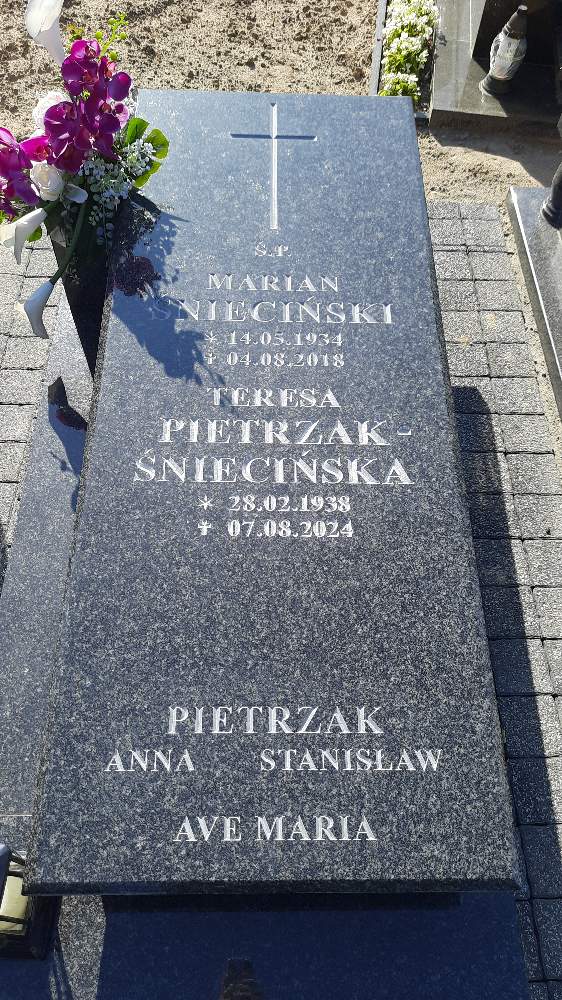 Ś.P.
MARIAN
ŚNIECIŃSKI
* 14.05.1934
† 04.08.2018
TERESA
PIETRZAK-
ŚNIECIŃSKA
* 28.02.1938
† 07.08.2024
PIETRZAK
ANNA STANISŁAW
AVE MARIA